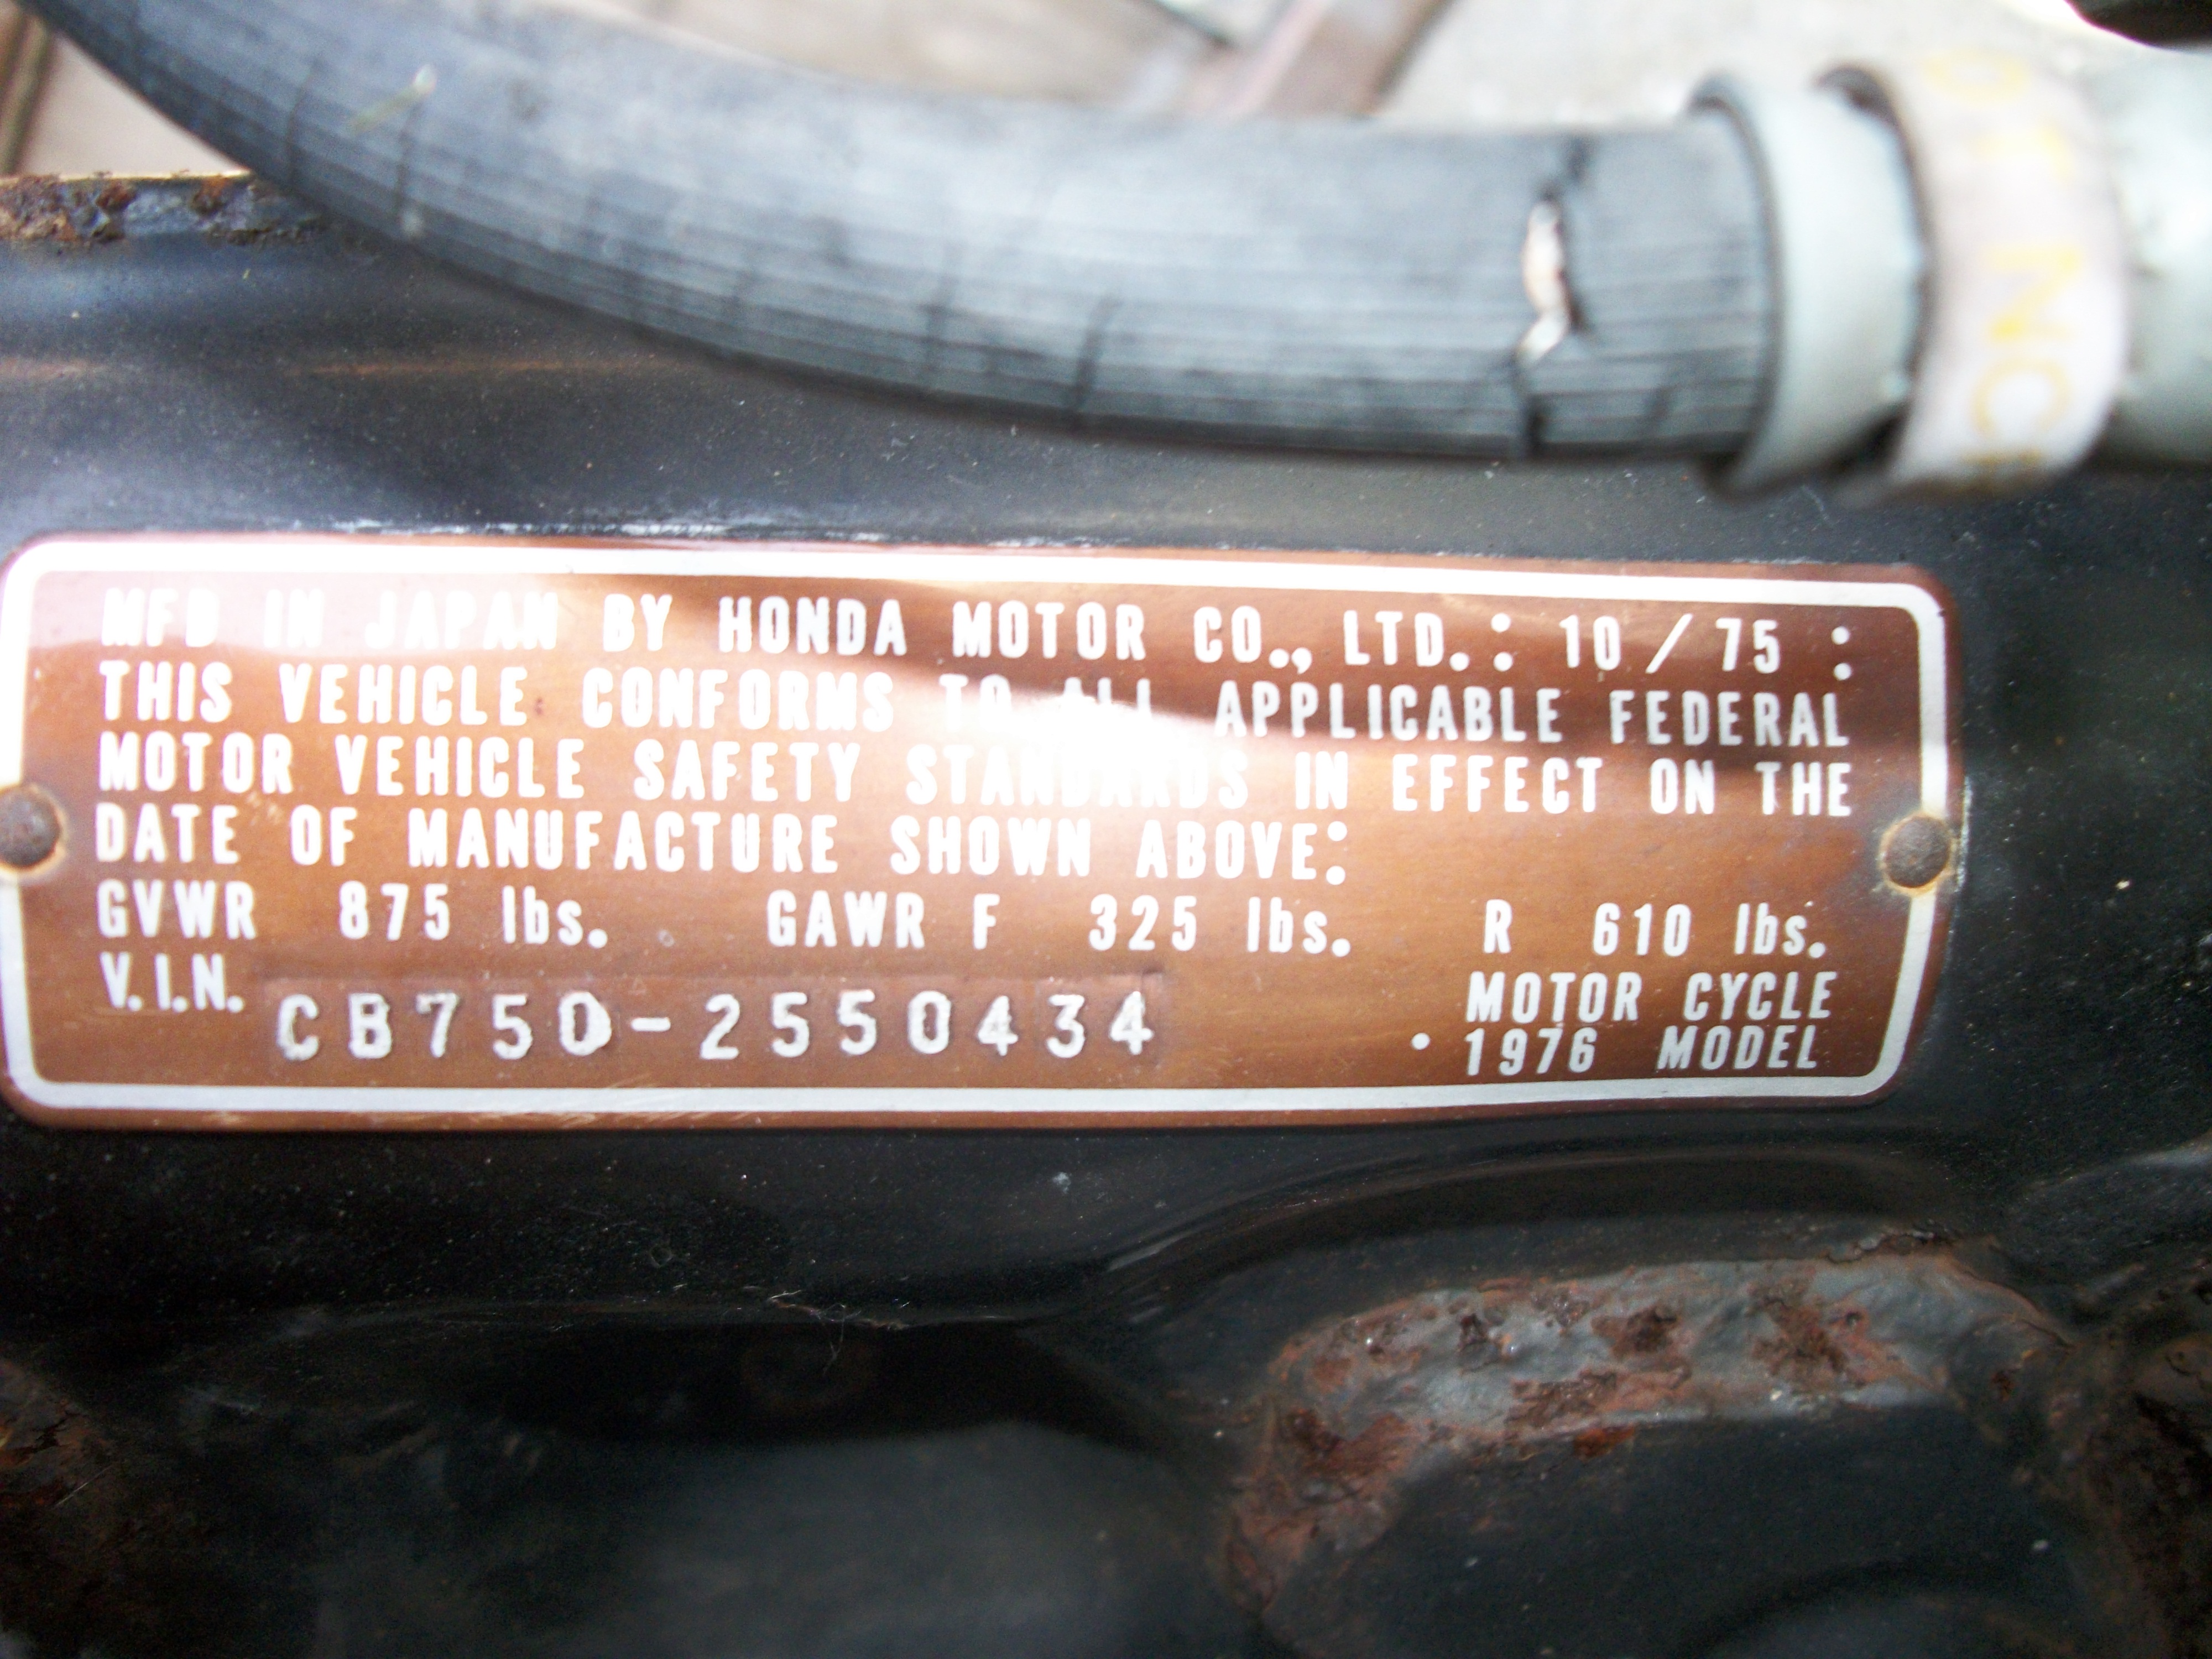 MFD IN JAPAN BY HONDA MOTOR CO., LTD.: 10 / 75 :
THIS VEHICLE CONFORMS TO ALL APPLICABLE FEDERAL
MOTOR VEHICLE SAFETY STANDARDS IN EFFECT ON THE
DATE OF MANUFACTURE SHOWN ABOVE:
GVWR 875 lbs. GAWR F 325 lbs. R 610 lbs.
V.I.N. CB750-2550434
MOTOR CYCLE
• 1976 MODEL